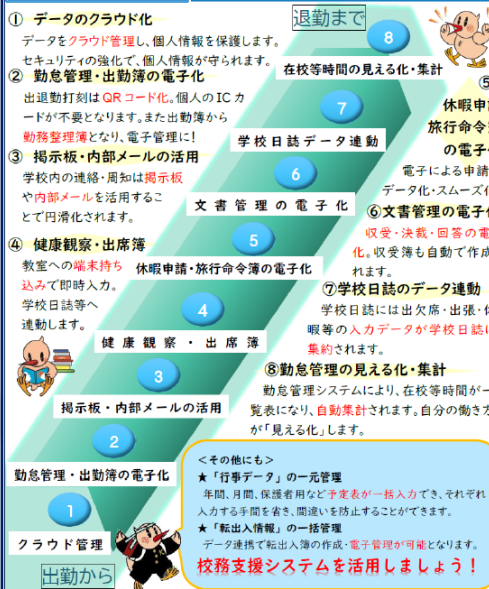 ① データのクラウド化
データをクラウド管理し、個人情報を保護します。
セキュリティの強化で、個人情報が守られます。
② 勤怠管理・出勤簿の電子化
出退勤打刻はQRコード化。個人のICカ
ードが不要となります。また出勤簿から
勤務整理簿となり、電子管理に!
③ 掲示板・内部メールの活用
学校内の連絡・周知は掲示板
や内部メールを活用するこ
とで円滑化されます。
④ 健康観察・出席簿
教室への端末持ち
込みで即時入力。
学校日誌等へ
連動します。
退勤まで
8
在校等時間の見える化・集計
7
学校日誌データ連動
6
文書管理の電子化
5
休暇申請・旅行命令簿の電子化
4
健康観察・出席簿
3
掲示板・内部メールの活用
2
勤怠管理・出勤簿の電子化
1
クラウド管理
出勤から
⑤
休暇申
旅行命令
の電子
電子による申請
データ化・スムーズ化
⑥文書管理の電子
収受・決裁・回答の電
化。収受簿も自動で作成
れます。
⑦学校日誌のデータ連動
学校日誌には出欠席・出張・休
暇等の入力データが学校日誌に
集約されます。
⑧勤怠管理の見える化・集計
勤怠管理システムにより、在校等時間が一
覧表になり、自動集計されます。自分の働き方
が「見える化」します。
<その他にも>
★「行事データ」の一元管理
年間、月間、保護者用など予定表が一括入力でき、それぞれ
入力する手間を省き、間違いを防止することができます。
★「転出入情報」の一括管理
データ連携で転出入簿の作成・電子管理が可能となります。
校務支援システムを活用しましょう!